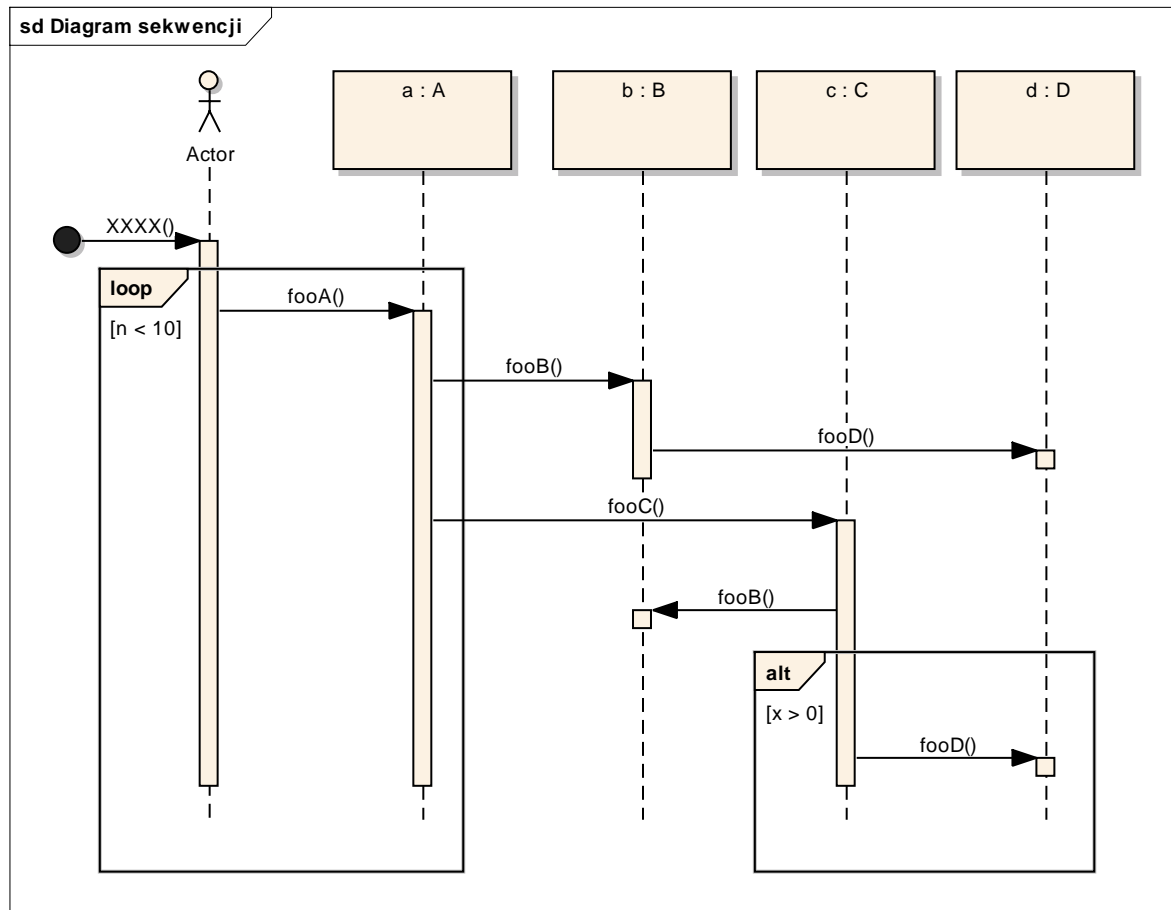 sd Diagram sekwencji
Actor
a : A
b : B
c : C
d : D
XXXX()
loop
[n < 10]
fooA()
fooB()
fooD()
fooC()
fooB()
alt
[x > 0]
fooD()